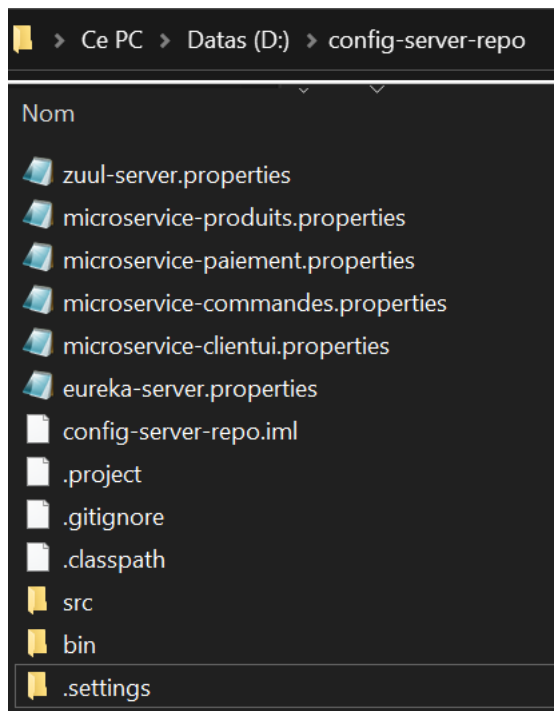 Ce PC > Datas (D:) > config-server-repo
Nom
zuul-server.properties
microservice-produits.properties
microservice-paiement.properties
microservice-commandes.properties
microservice-clientui.properties
eureka-server.properties
config-server-repo.iml
.project
.gitignore
.classpath
src
bin
.settings